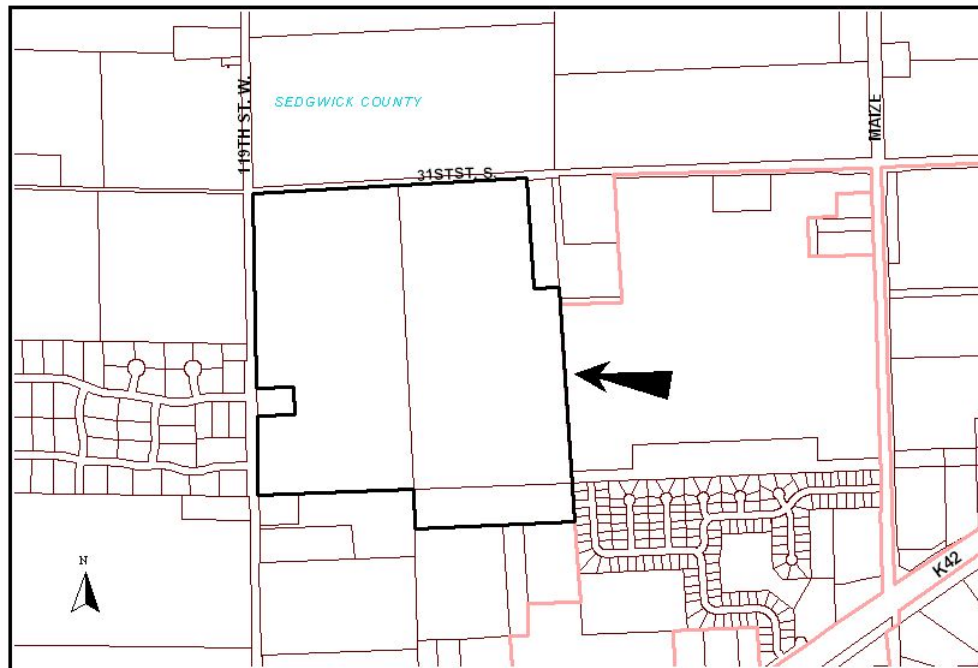 SEDGWICK COUNTY
119TH ST. W.
MAIZE
31STST. S.
N
K42